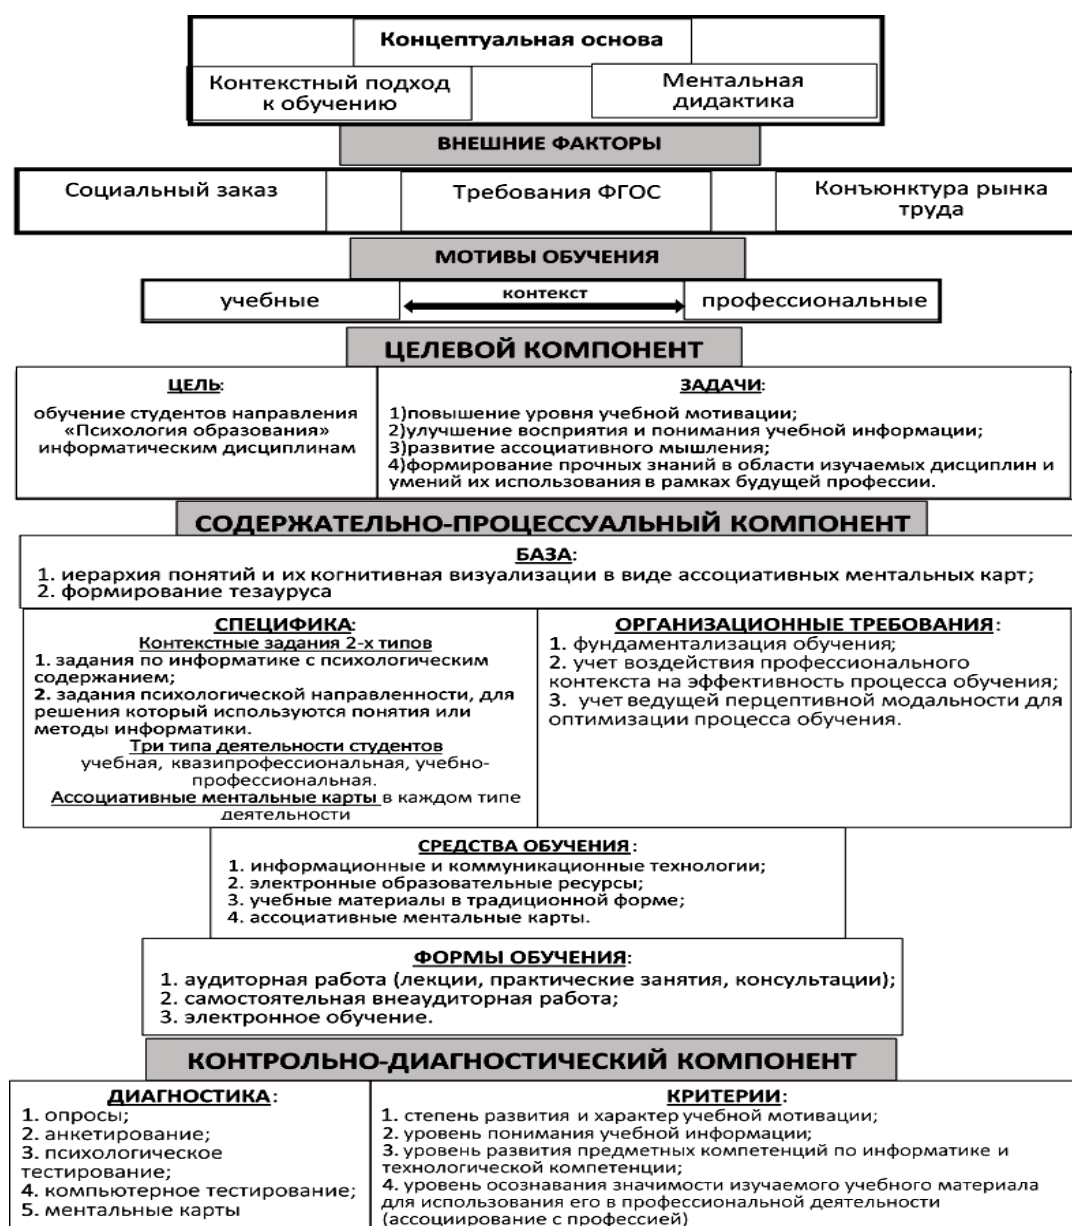 Концептуальная основа
Контекстный подход
к обучению
Ментальная
дидактика
ВНЕШНИЕ ФАКТОРЫ
Социальный заказ
Требования ФГОС
Конъюнктура рынка
труда
МОТИВЫ ОБУЧЕНИЯ
учебные
контекст
профессиональные
ЦЕЛЕВОЙ КОМПОНЕНТ
ЦЕЛЬ:
обучение студентов направления
«Психология образования»
информатическим дисциплинам
ЗАДАЧИ:
1)повышение уровня учебной мотивации;
2)улучшение восприятия и понимания учебной информации;
3)развитие ассоциативного мышления;
4)формирование прочных знаний в области изучаемых дисциплин и
умений их использования в рамках будущей профессии.
СОДЕРЖАТЕЛЬНО-ПРОЦЕССУАЛЬНЫЙ КОМПОНЕНТ
БАЗА:
1. иерархия понятий и их когнитивная визуализации в виде ассоциативных ментальных карт;
2. формирование тезауруса
СПЕЦИФИКА:
Контекстные задания 2-х типов
1. задания по информатике с психологическим
содержанием;
2. задания психологической направленности, для
решения который используются понятия или
методы информатики.
Три типа деятельности студентов
учебная, квазипрофессиональная, учебно-
профессиональная.
Ассоциативные ментальные карты в каждом типе
деятельности
ОРГАНИЗАЦИОННЫЕ ТРЕБОВАНИЯ:
1. фундаментализация обучения;
2. учет воздействия профессионального
контекста на эффективность процесса обучения;
3. учет ведущей перцептивной модальности для
оптимизации процесса обучения.
СРЕДСТВА ОБУЧЕНИЯ:
1. информационные и коммуникационные технологии;
2. электронные образовательные ресурсы;
3. учебные материалы в традиционной форме;
4. ассоциативные ментальные карты.
ФОРМЫ ОБУЧЕНИЯ:
1. аудиторная работа (лекции, практические занятия, консультации);
2. самостоятельная внеаудиторная работа;
3. электронное обучение.
КОНТРОЛЬНО-ДИАГНОСТИЧЕСКИЙ КОМПОНЕНТ
ДИАГНОСТИКА:
1. опросы;
2. анкетирование;
3. психологическое
тестирование;
4. компьютерное тестирование;
5. ментальные карты
КРИТЕРИИ:
1. степень развития и характер учебной мотивации;
2. уровень понимания учебной информации;
3. уровень развития предметных компетенций по информатике и
технологической компетенции;
4. уровень осознавания значимости изучаемого учебного материала
для использования его в профессиональной деятельности
(ассоциирование с профессией)